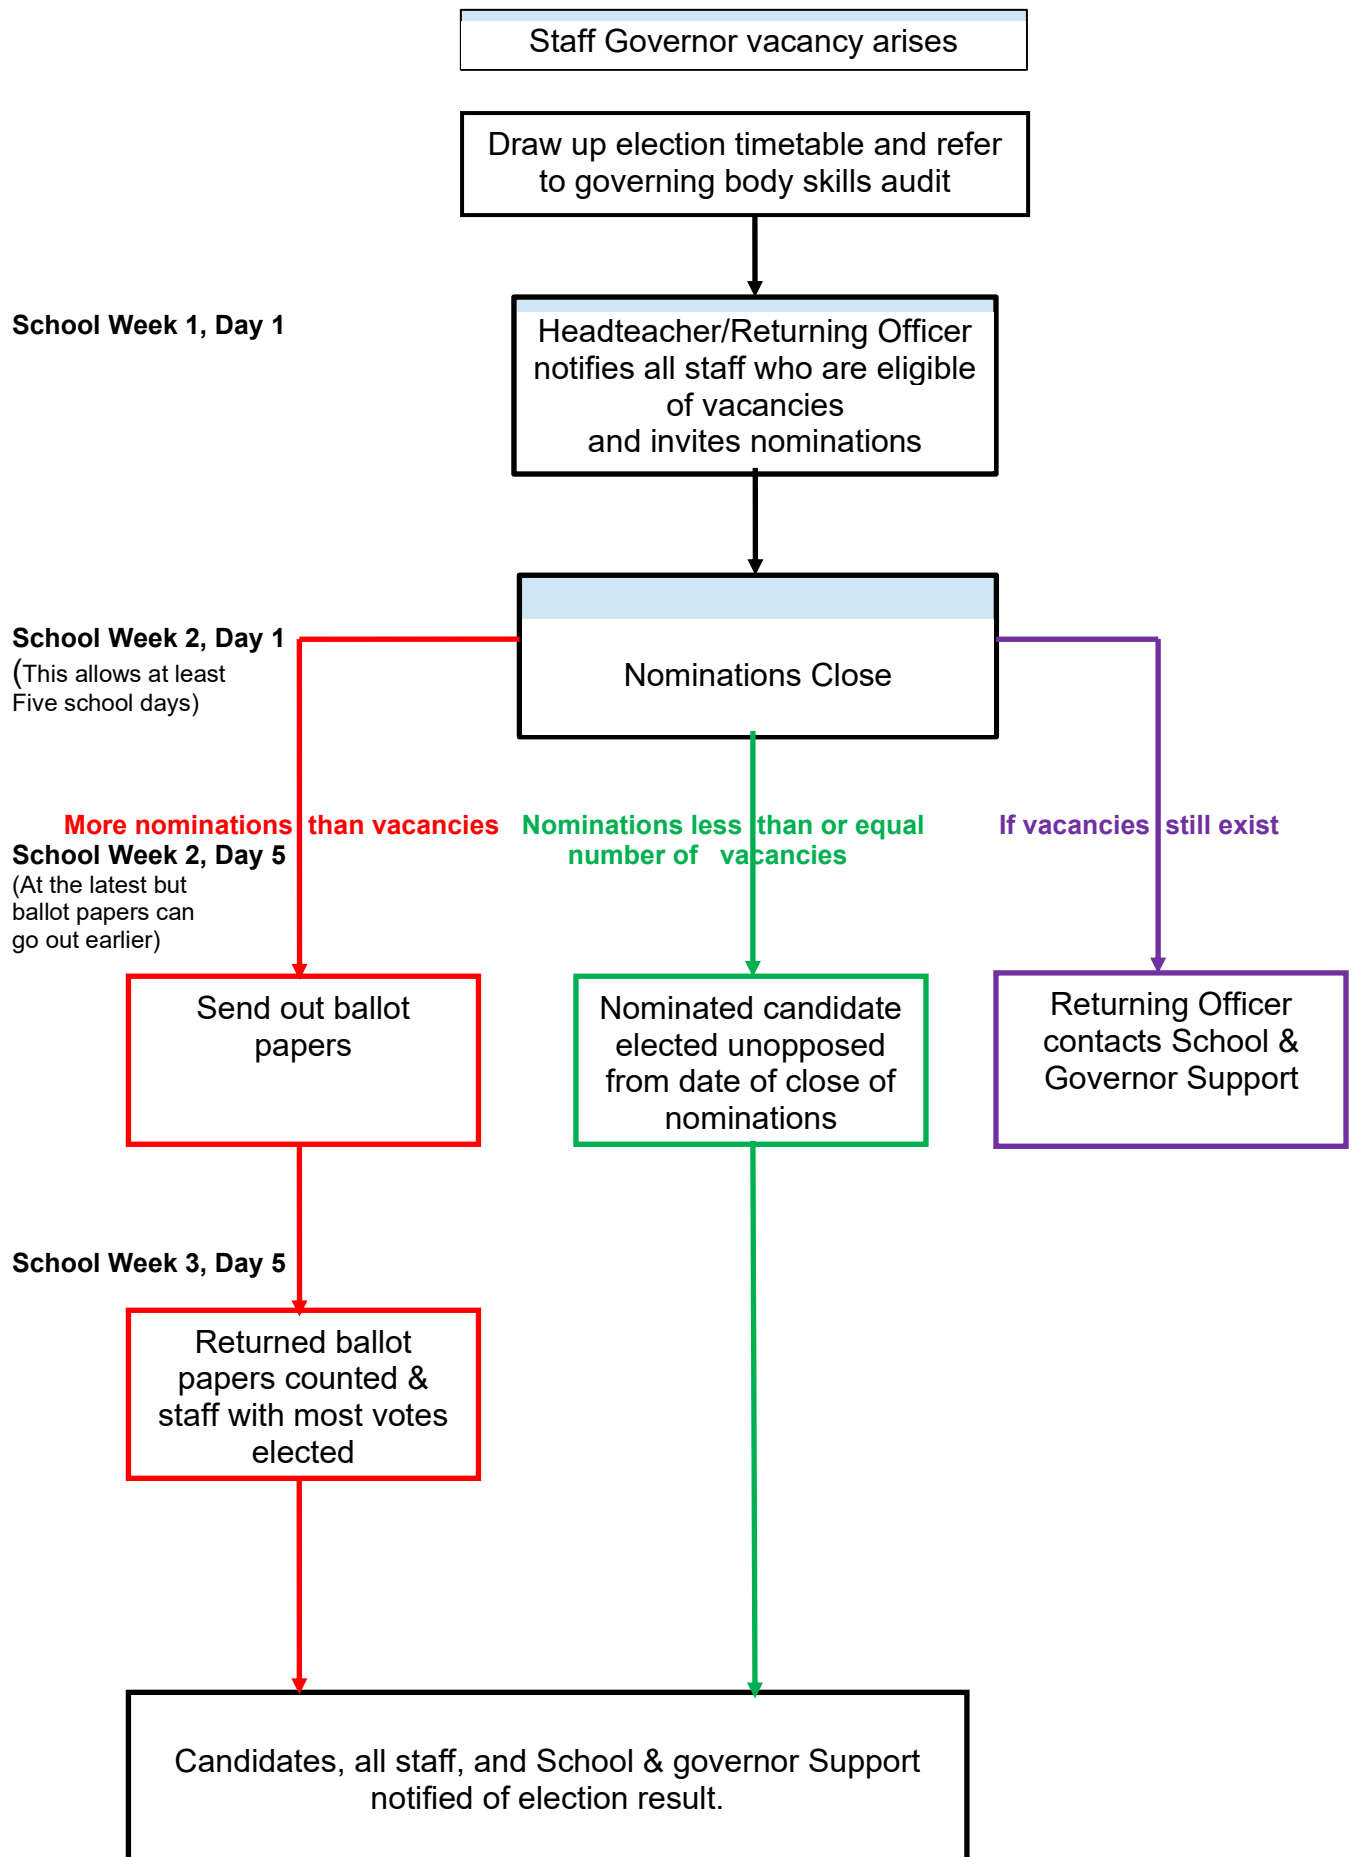 Staff Governor vacancy arises
Draw up election timetable and refer
to governing body skills audit
School Week 1, Day 1
Headteacher/Returning Officer
notifies all staff who are eligible
of vacancies
and invites nominations
School Week 2, Day 1
(This allows at least
Five school days)
Nominations Close
More nominations than vacancies
Nominations less than or equal
number of vacancies
If vacancies still exist
School Week 2, Day 5
(At the latest but
ballot papers can
go out earlier)
Send out ballot
papers
Nominated candidate
elected unopposed
from date of close of
nominations
Returning Officer
contacts School &
Governor Support
School Week 3, Day 5
Returned ballot
papers counted &
staff with most votes
elected
Candidates, all staff, and School & governor Support
notified of election result.